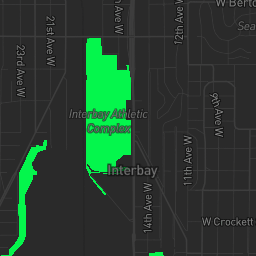 W Berto
Sea
21st Ave W
23rd Ave W
Ave W
12th Ave W
9th Ave W
Interbay Athletic
Complex
Interbay
11th Ave W
14th Ave W
W Crockett